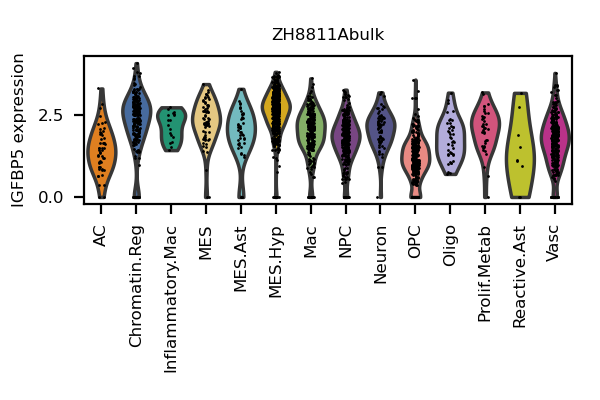 ZH8811Abulk
IGFBP5 expression
2.5
0.0
AC
Chromatin.Reg
Inflammatory.Mac
MES
MES.Ast
MES.Hyp
Mac
NPC
Neuron
OPC
Oligo
Prolif.Metab
Reactive.Ast
Vasc